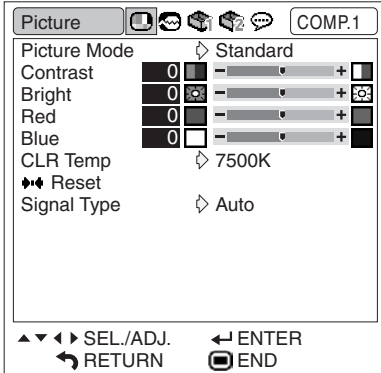 Picture COMP.1
Picture Mode Standard
Contrast 0 - +
Bright 0 - +
Red 0 - +
Blue 0 - +
CLR Temp 7500K
Reset
Signal Type Auto
SEL./ADJ. ENTER
RETURN END